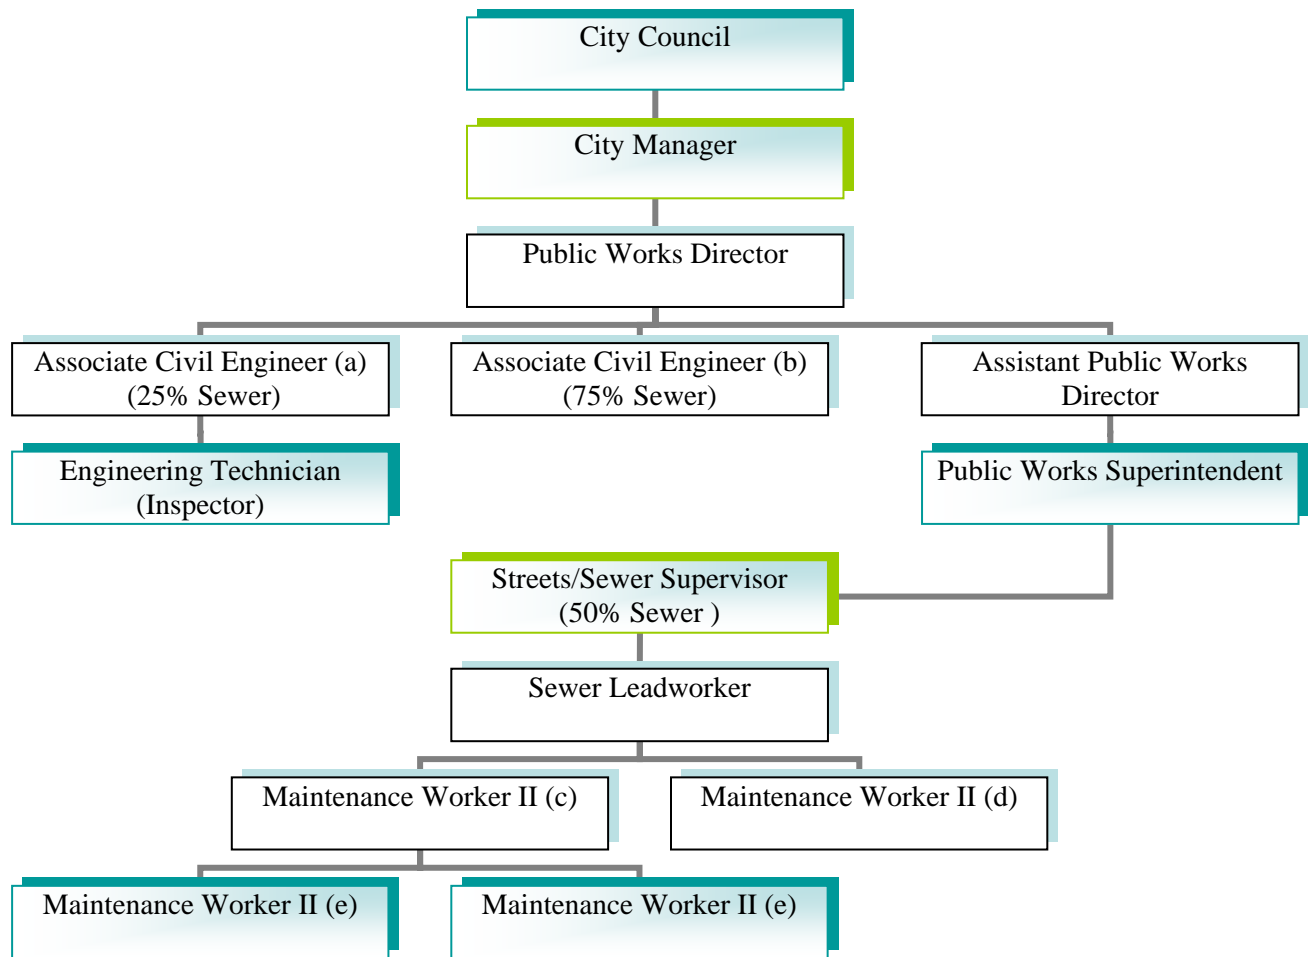 City Council
City Manager
Public Works Director
Associate Civil Engineer (a)
(25% Sewer)
Associate Civil Engineer (b)
(75% Sewer)
Assistant Public Works
Director
Engineering Technician
(Inspector)
Public Works Superintendent
Streets/Sewer Supervisor
(50% Sewer )
Sewer Leadworker
Maintenance Worker II (c)
Maintenance Worker II (d)
Maintenance Worker II (e)
Maintenance Worker II (e)